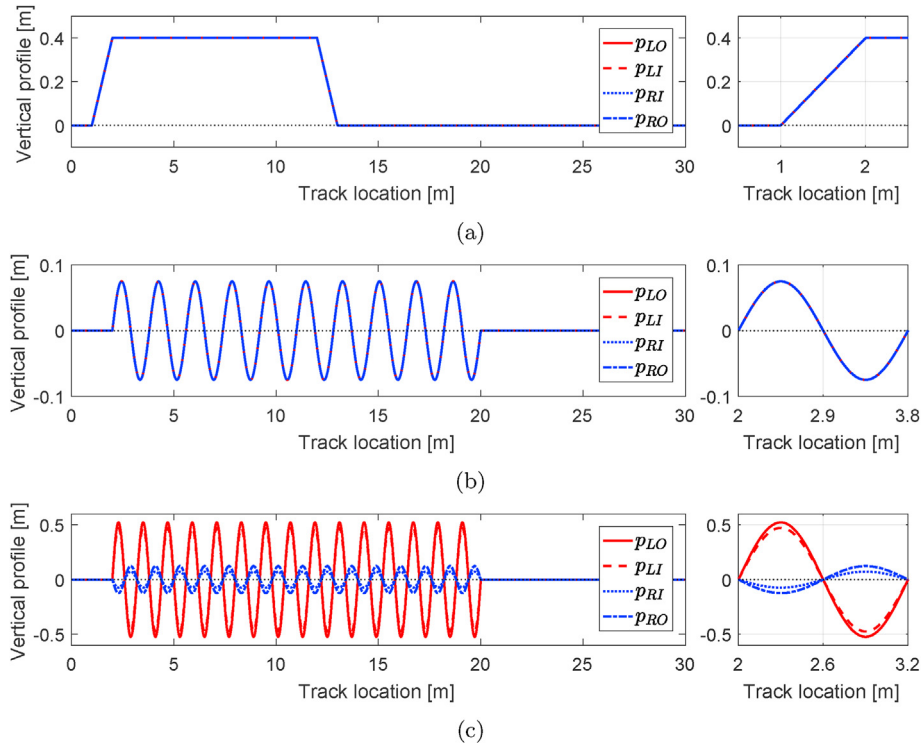 Vertical profile [m]
0.4
0.2
0
p_LO
p_LI
p_RI
p_RO
0 5 10 15 20 25 30
Track location [m]
0.4
0.2
0
1 2
Track location [m]
(a)
Vertical profile [m]
0.1
0
-0.1
p_LO
p_LI
p_RI
p_RO
0 5 10 15 20 25 30
Track location [m]
0.1
0
-0.1
2 2.9 3.8
Track location [m]
(b)
Vertical profile [m]
0.5
0
-0.5
p_LO
p_LI
p_RI
p_RO
0 5 10 15 20 25 30
Track location [m]
0.5
0
-0.5
2 2.6 3.2
Track location [m]
(c)